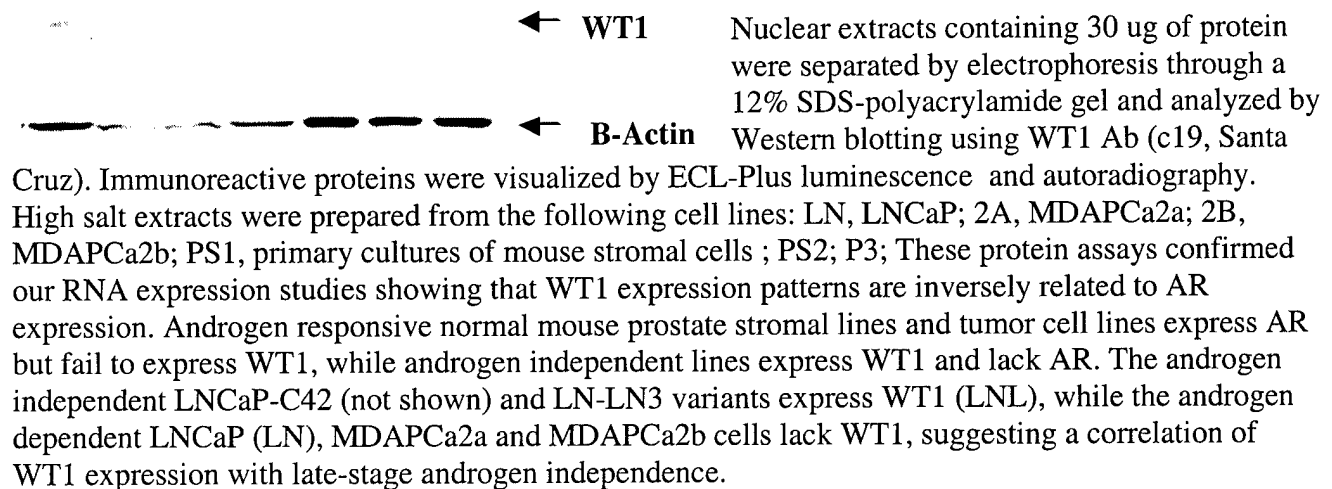 WT1 Nuclear extracts containing 30 ug of protein
were separated by electrophoresis through a
12% SDS-polyacrylamide gel and analyzed by
B-Actin Western blotting using WT1 Ab (c19, Santa
Cruz). Immunoreactive proteins were visualized by ECL-Plus luminescence and autoradiography.
High salt extracts were prepared from the following cell lines: LN, LNCaP; 2A, MDAPCa2a; 2B,
MDAPCa2b; PS1, primary cultures of mouse stromal cells ; PS2; P3; These protein assays confirmed
our RNA expression studies showing that WT1 expression patterns are inversely related to AR
expression. Androgen responsive normal mouse prostate stromal lines and tumor cell lines express AR
but fail to express WT1, while androgen independent lines express WT1 and lack AR. The androgen
independent LNCaP-C42 (not shown) and LN-LN3 variants express WT1 (LNL), while the androgen
dependent LNCaP (LN), MDAPCa2a and MDAPCa2b cells lack WT1, suggesting a correlation of
WT1 expression with late-stage androgen independence.